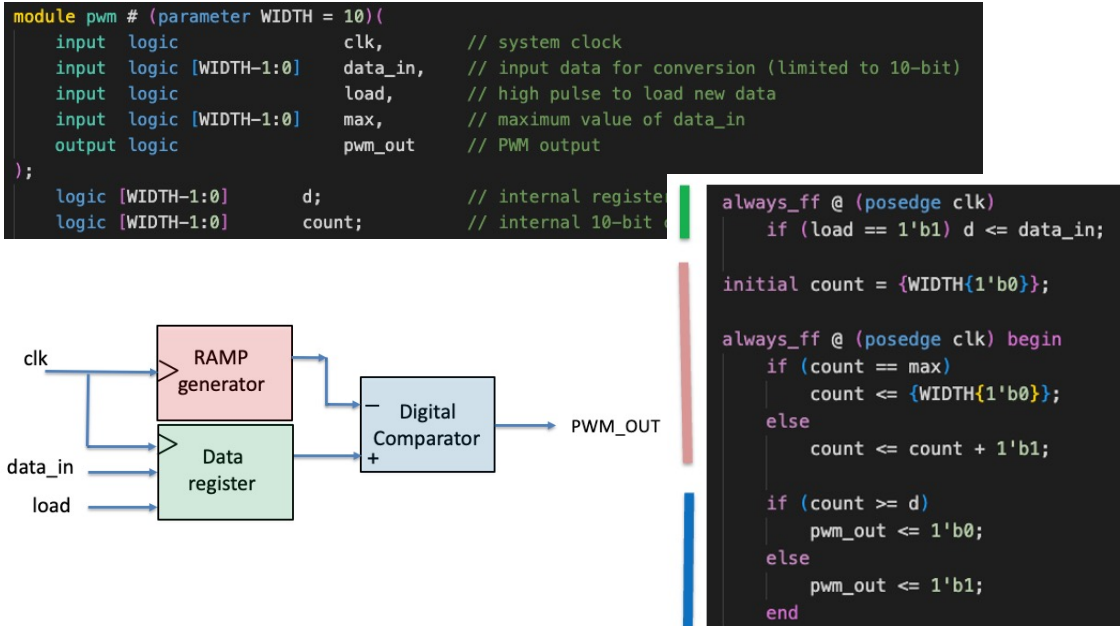 module pwm # (parameter WIDTH = 10)(
    input  logic                clk,       // system clock
    input  logic [WIDTH-1:0]    data_in,   // input data for conversion (limited to 10-bit)
    input  logic                load,      // high pulse to load new data
    input  logic [WIDTH-1:0]    max,       // maximum value of data_in
    output logic                pwm_out    // PWM output
);
    logic [WIDTH-1:0]       d;             // internal register
    logic [WIDTH-1:0]       count;         // internal 10-bit
always_ff @ (posedge clk)
    if (load == 1'b1) d <= data_in;
initial count = {WIDTH{1'b0}};
always_ff @ (posedge clk) begin
    if (count == max)
        count <= {WIDTH{1'b0}};
    else
        count <= count + 1'b1;
    if (count >= d)
        pwm_out <= 1'b0;
    else
        pwm_out <= 1'b1;
    end
clk
RAMP
generator
Data
register
data_in
load
−
+
Digital
Comparator
PWM_OUT